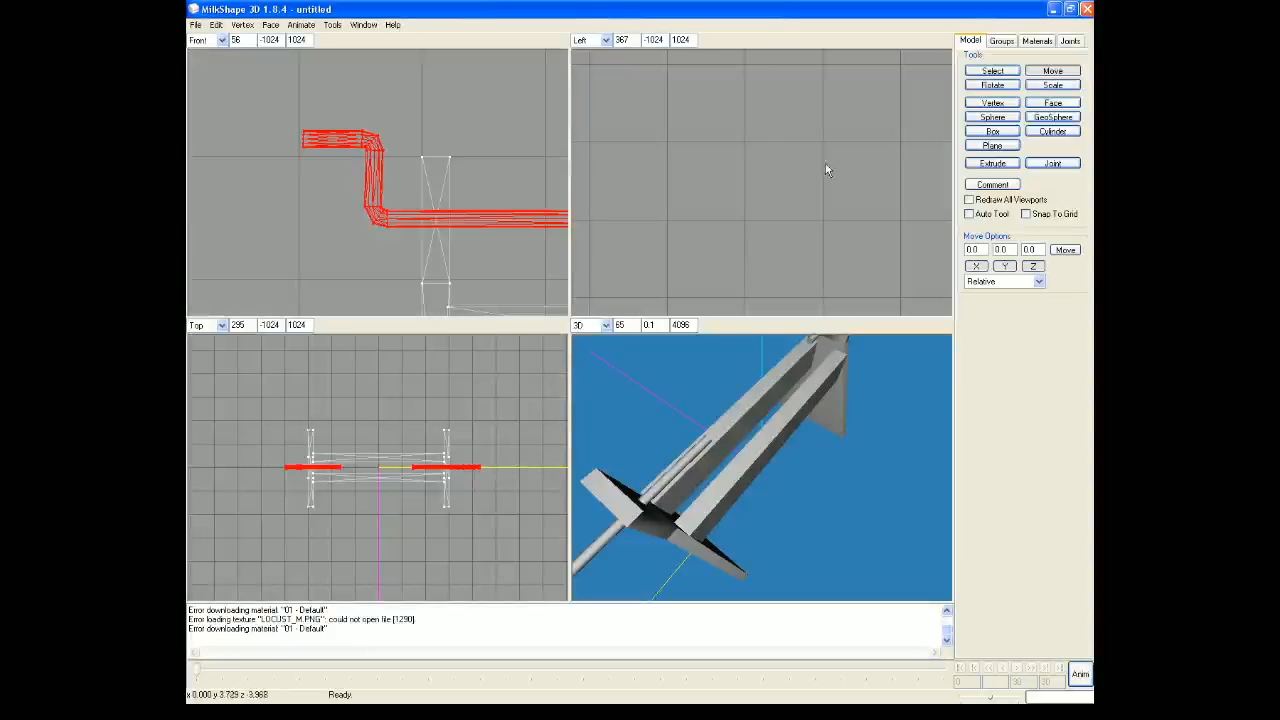 MilkShape 3D 1.8.4 - untitled
File Edit Vertex Face Animate Tools Window Help
Front 56 -1024 1024
Left 367 -1024 1024
Model Groups Materials Joints
Tools
Select Move
Rotate Scale
Vertex Face
Sphere GeoSphere
Box Cylinder
Plane
Extrude Joint
Comment
Redraw All Viewports
Auto Tool Snap To Grid
Move Options
0.0 0.0 0.0 Move
X Y Z
Relative
Top 295 -1024 1024
3D 65 0.1 4096
Error downloading material: "01 - Default"
Error loading texture "LOCUST_M.PNG": could not open file [1290].
Error downloading material: "01 - Default"
Anim
0 30 30
x 0.000 y 3.729 z -3.968 Ready.